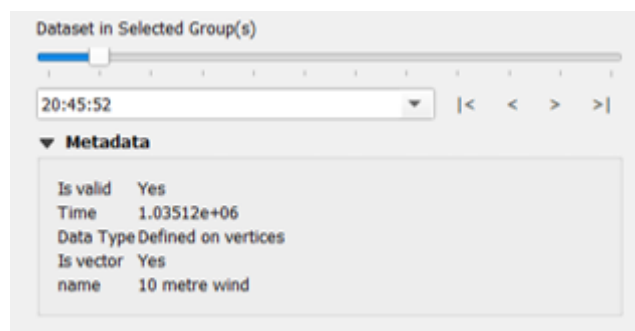 Dataset in Selected Group(s)
20:45:52 |< < > >|
Metadata
Is valid Yes
Time 1.03512e+06
Data Type Defined on vertices
Is vector Yes
name 10 metre wind